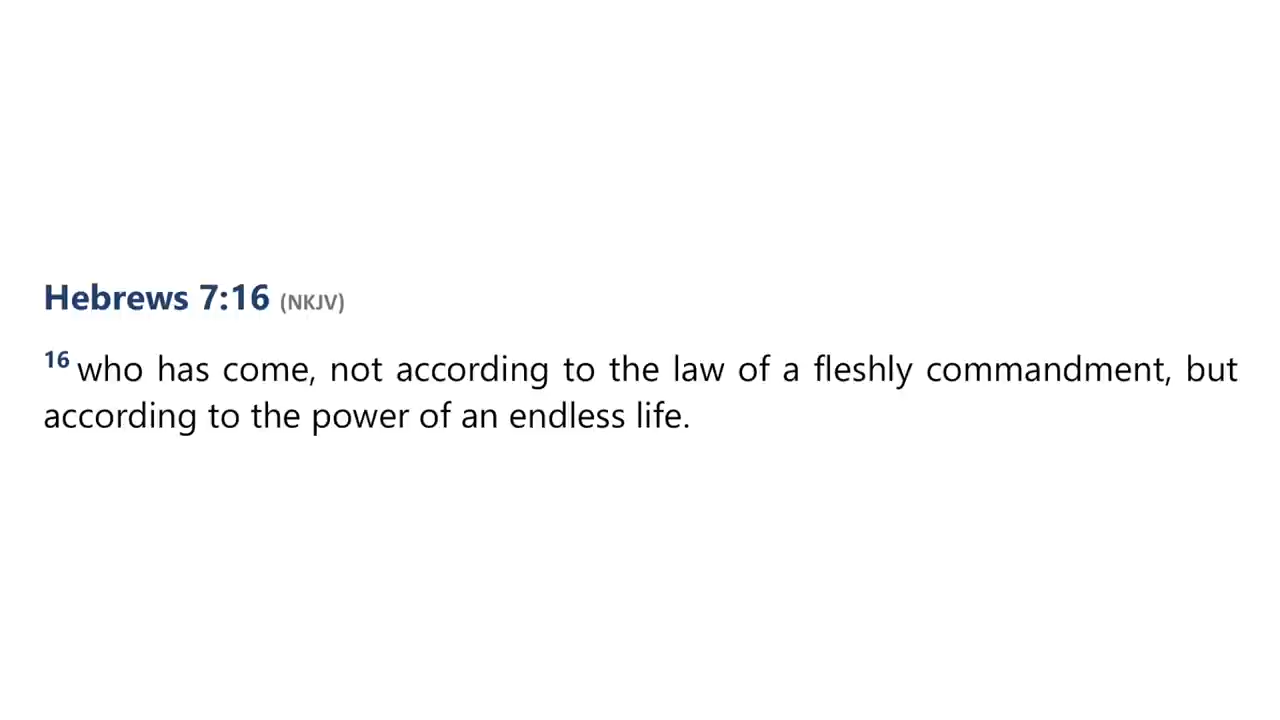 Hebrews 7:16 (NKJV)
16 who has come, not according to the law of a fleshly commandment, but
according to the power of an endless life.